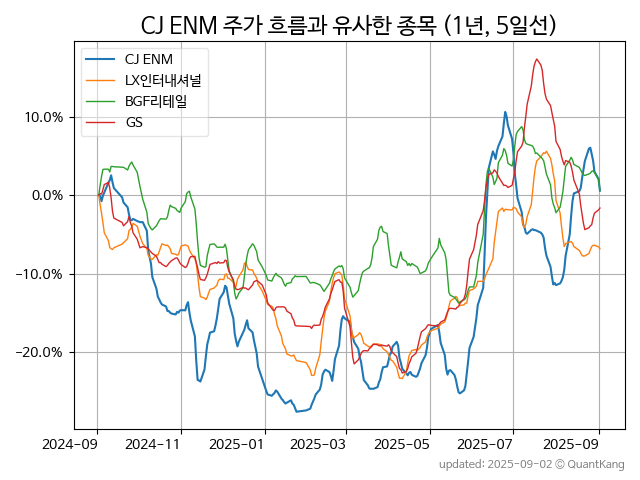 CJ ENM 주가 흐름과 유사한 종목 (1년, 5일선)
CJ ENM
LX인터내셔널
BGF리테일
GS
10.0%
0.0%
−10.0%
−20.0%
2024-09 2024-11 2025-01 2025-03 2025-05 2025-07 2025-09
updated: 2025-09-02 © QuantKang